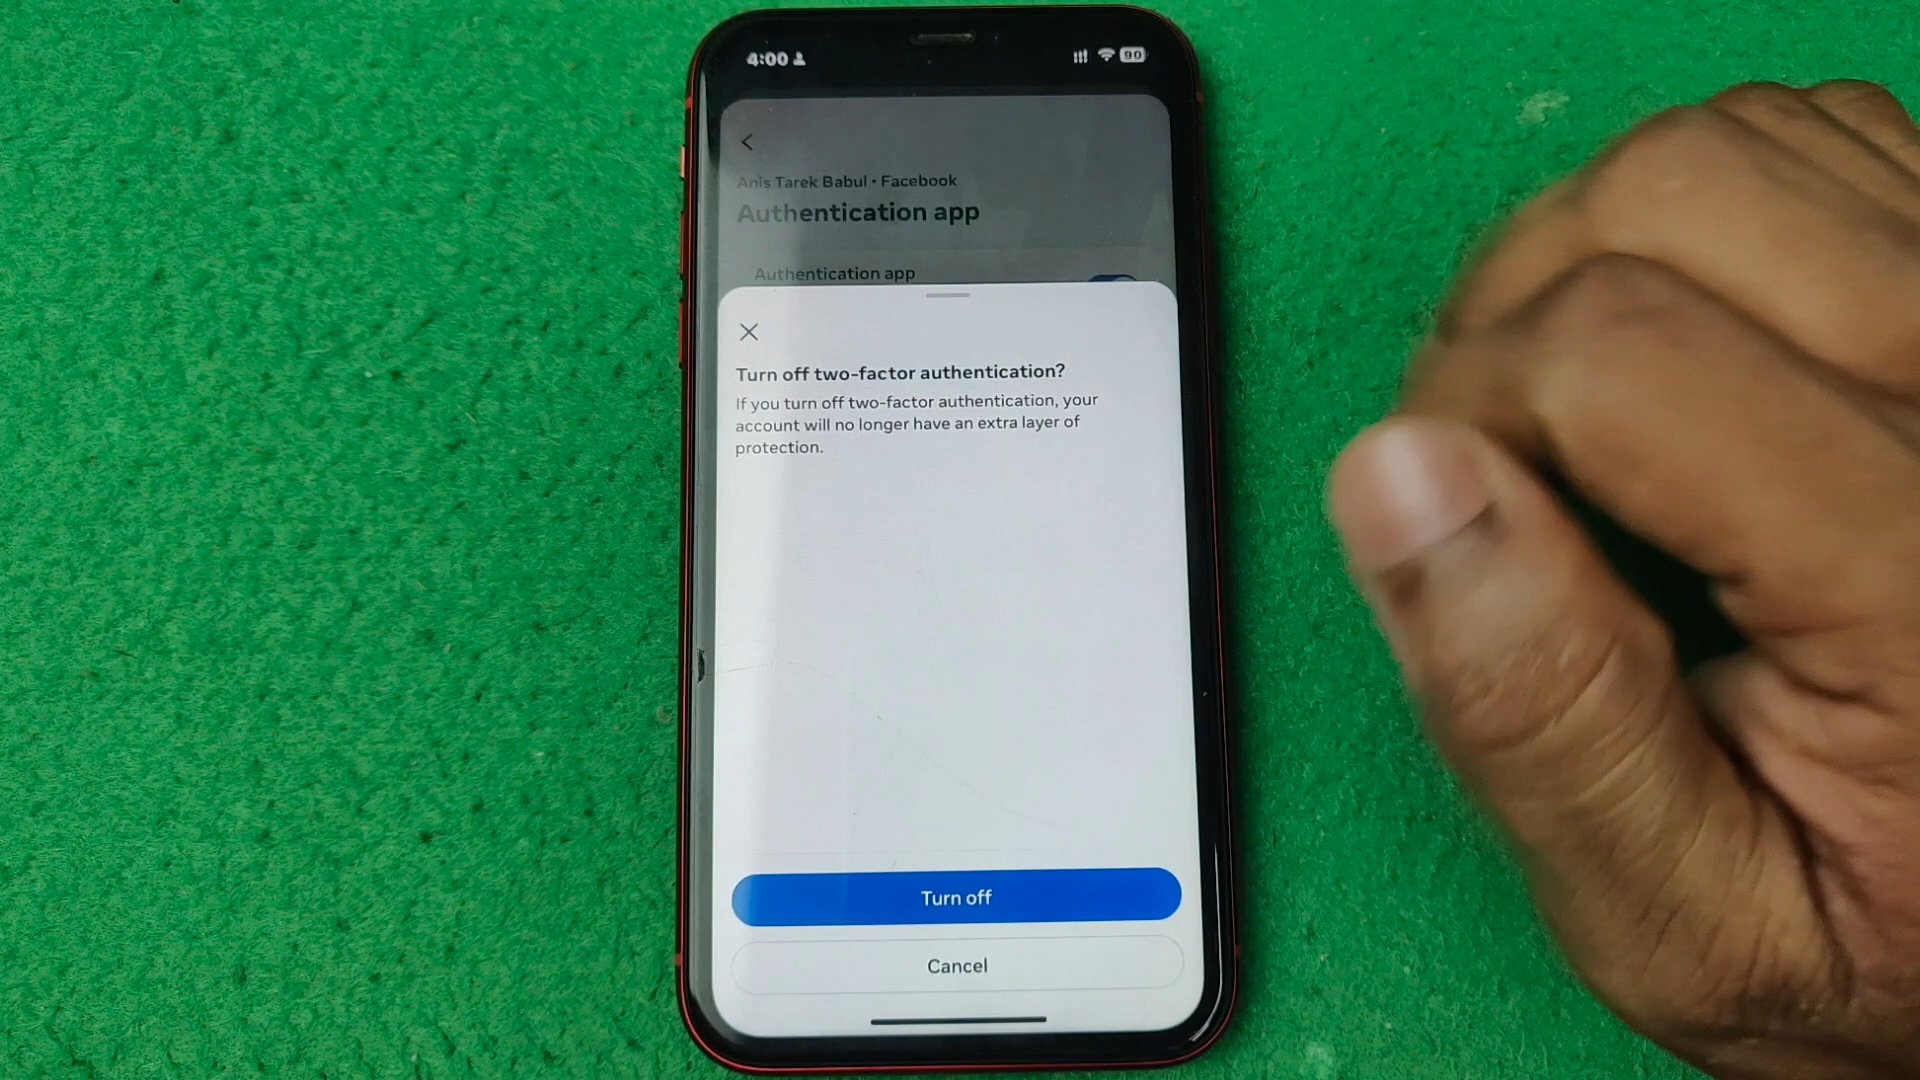 4:00
90
Anis Tarek Babul • Facebook
Authentication app
Authentication app
Turn off two-factor authentication?
If you turn off two-factor authentication, your
account will no longer have an extra layer of
protection.
Turn off
Cancel